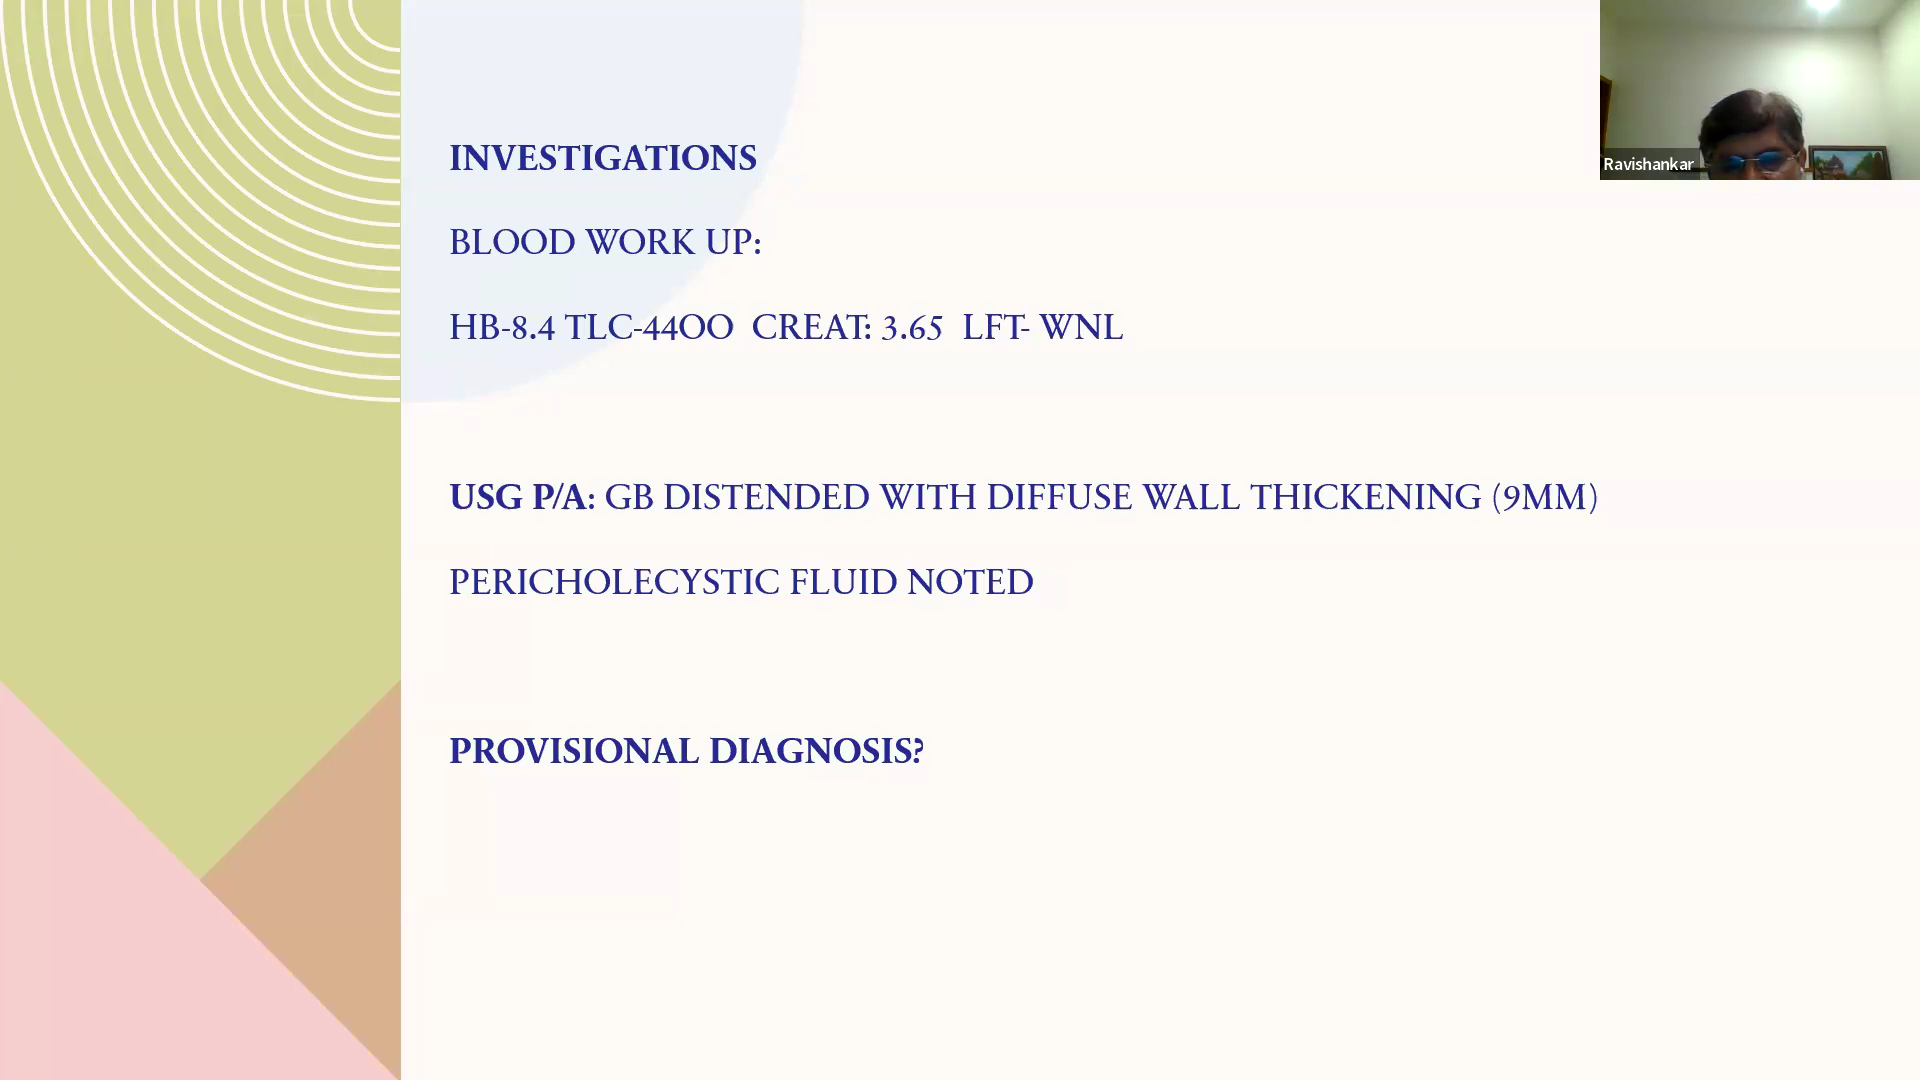 INVESTIGATIONS
BLOOD WORK UP:
HB-8.4 TLC-44OO CREAT: 3.65 LFT- WNL
USG P/A: GB DISTENDED WITH DIFFUSE WALL THICKENING (9MM)
PERICHOLECYSTIC FLUID NOTED
PROVISIONAL DIAGNOSIS?
Ravishankar